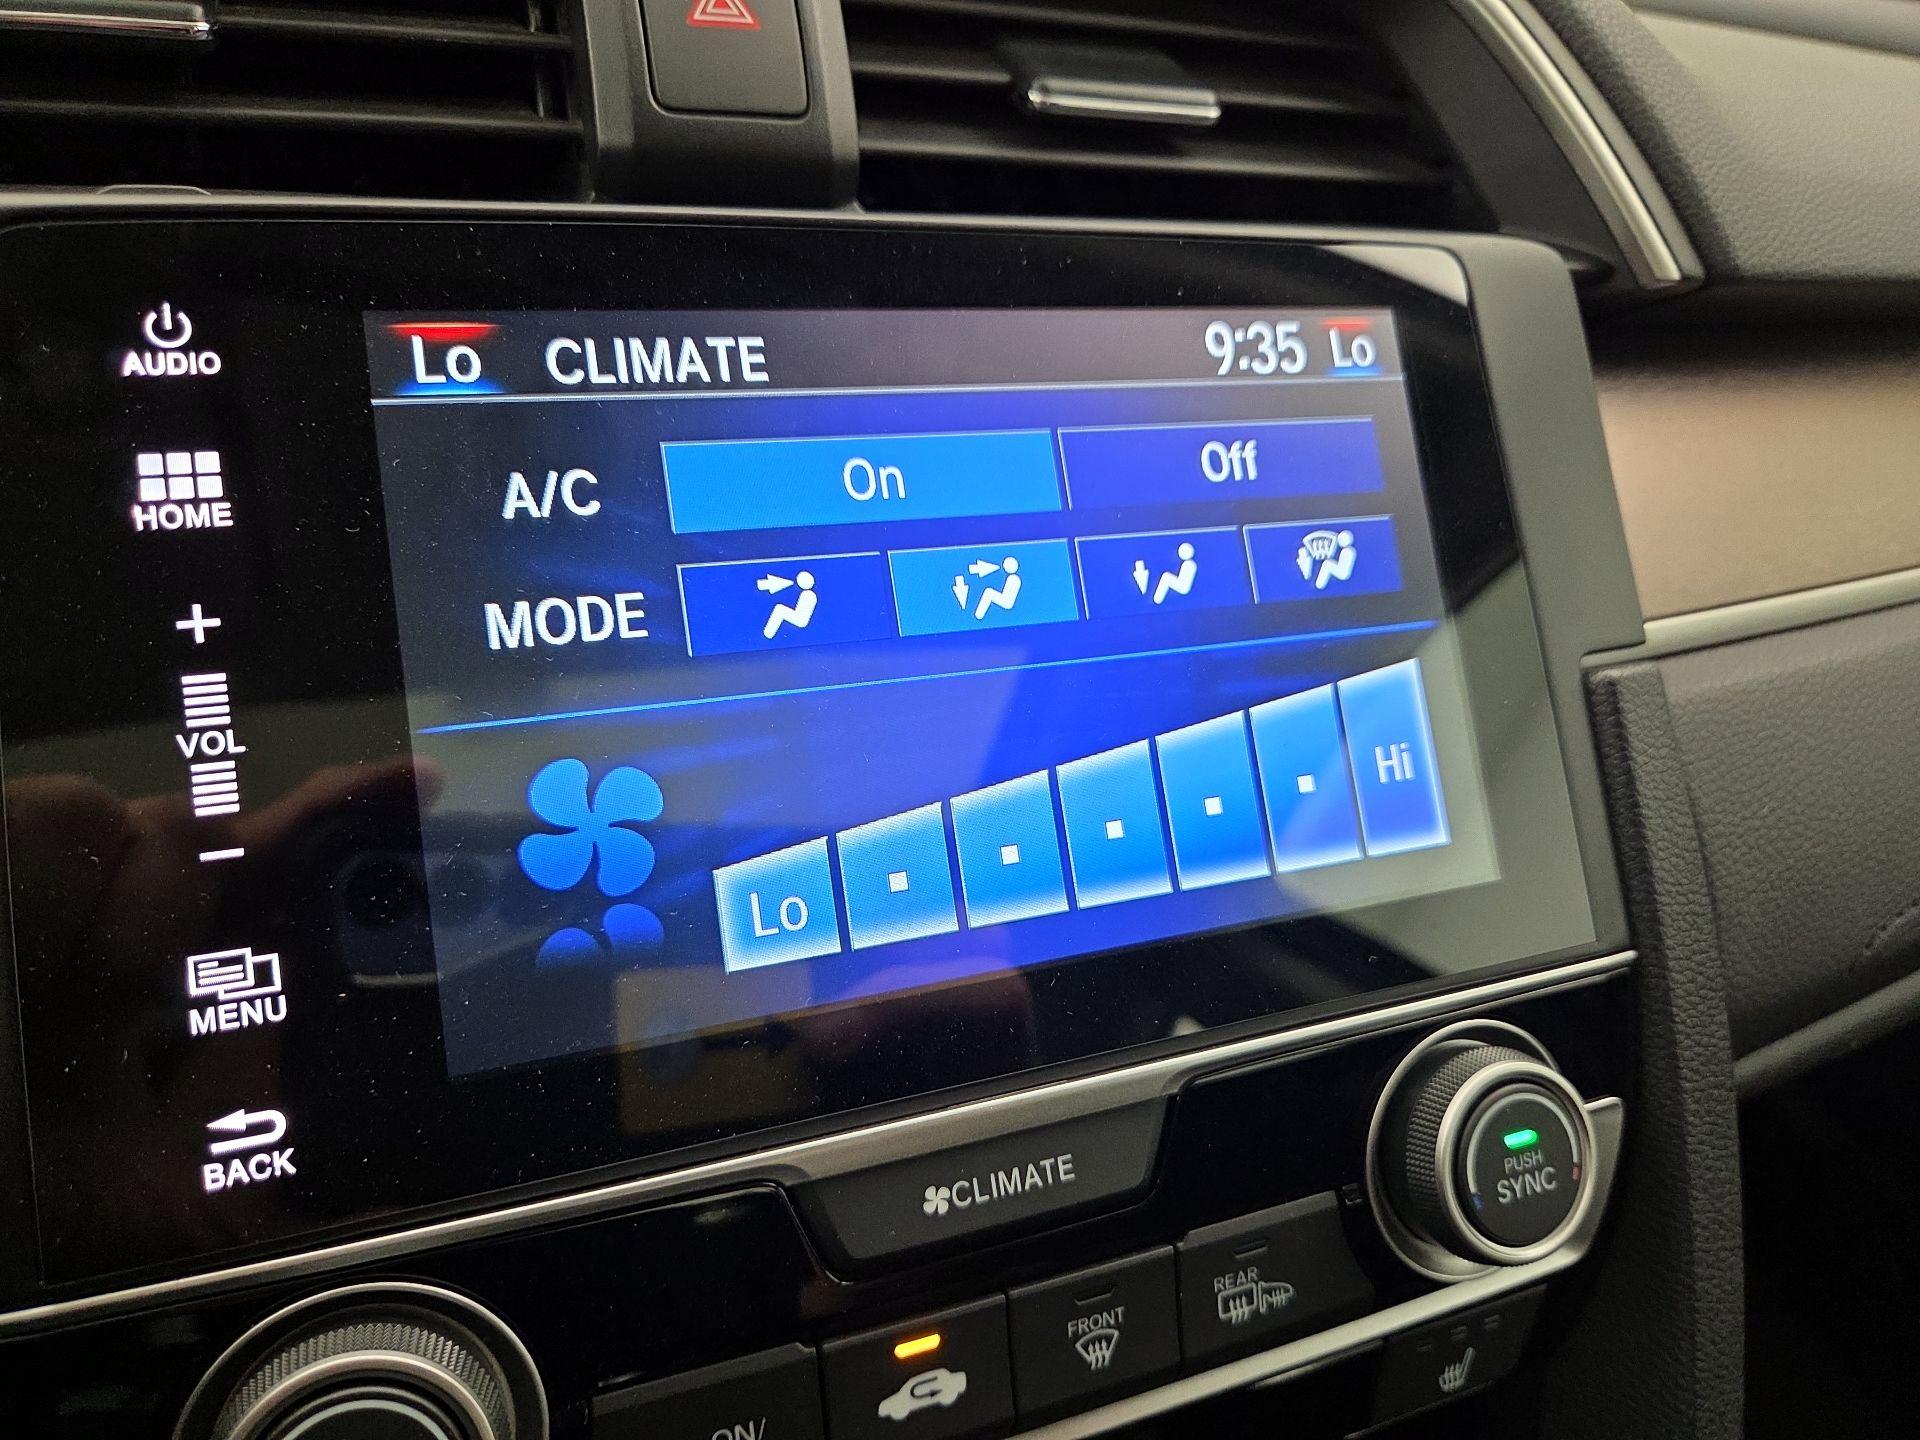 Lo CLIMATE 9:35 Lo
AUDIO
A/C On Off
HOME
MODE
VOL
Lo Hi
MENU
BACK
CLIMATE
PUSH
SYNC
REAR
FRONT
ON/